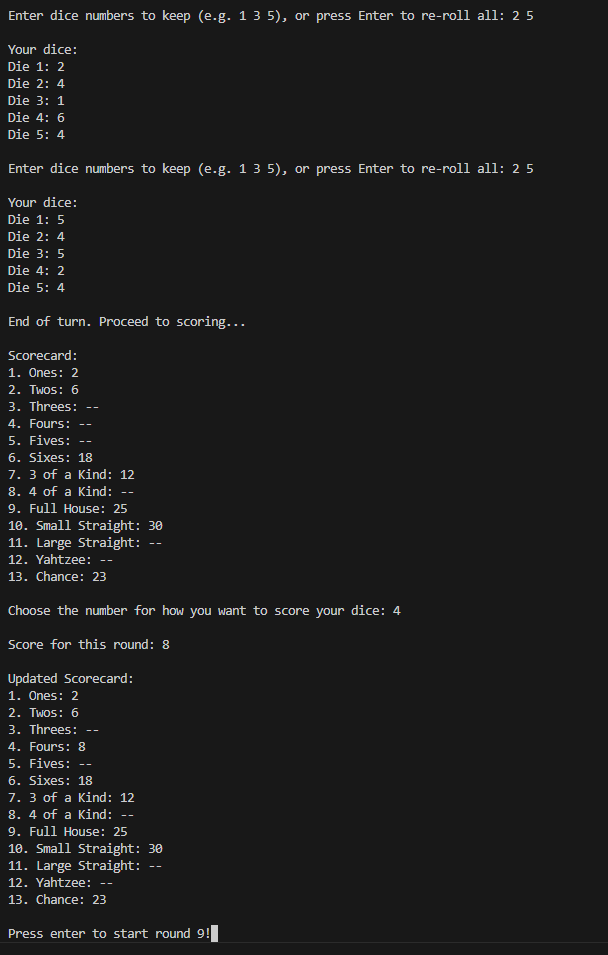 Enter dice numbers to keep (e.g. 1 3 5), or press Enter to re-roll all: 2 5
Your dice:
Die 1: 2
Die 2: 4
Die 3: 1
Die 4: 6
Die 5: 4
Enter dice numbers to keep (e.g. 1 3 5), or press Enter to re-roll all: 2 5
Your dice:
Die 1: 5
Die 2: 4
Die 3: 5
Die 4: 2
Die 5: 4
End of turn. Proceed to scoring...
Scorecard:
1. Ones: 2
2. Twos: 6
3. Threes: --
4. Fours: --
5. Fives: --
6. Sixes: 18
7. 3 of a Kind: 12
8. 4 of a Kind: --
9. Full House: 25
10. Small Straight: 30
11. Large Straight: --
12. Yahtzee: --
13. Chance: 23
Choose the number for how you want to score your dice: 4
Score for this round: 8
Updated Scorecard:
1. Ones: 2
2. Twos: 6
3. Threes: --
4. Fours: 8
5. Fives: --
6. Sixes: 18
7. 3 of a Kind: 12
8. 4 of a Kind: --
9. Full House: 25
10. Small Straight: 30
11. Large Straight: --
12. Yahtzee: --
13. Chance: 23
Press enter to start round 9!